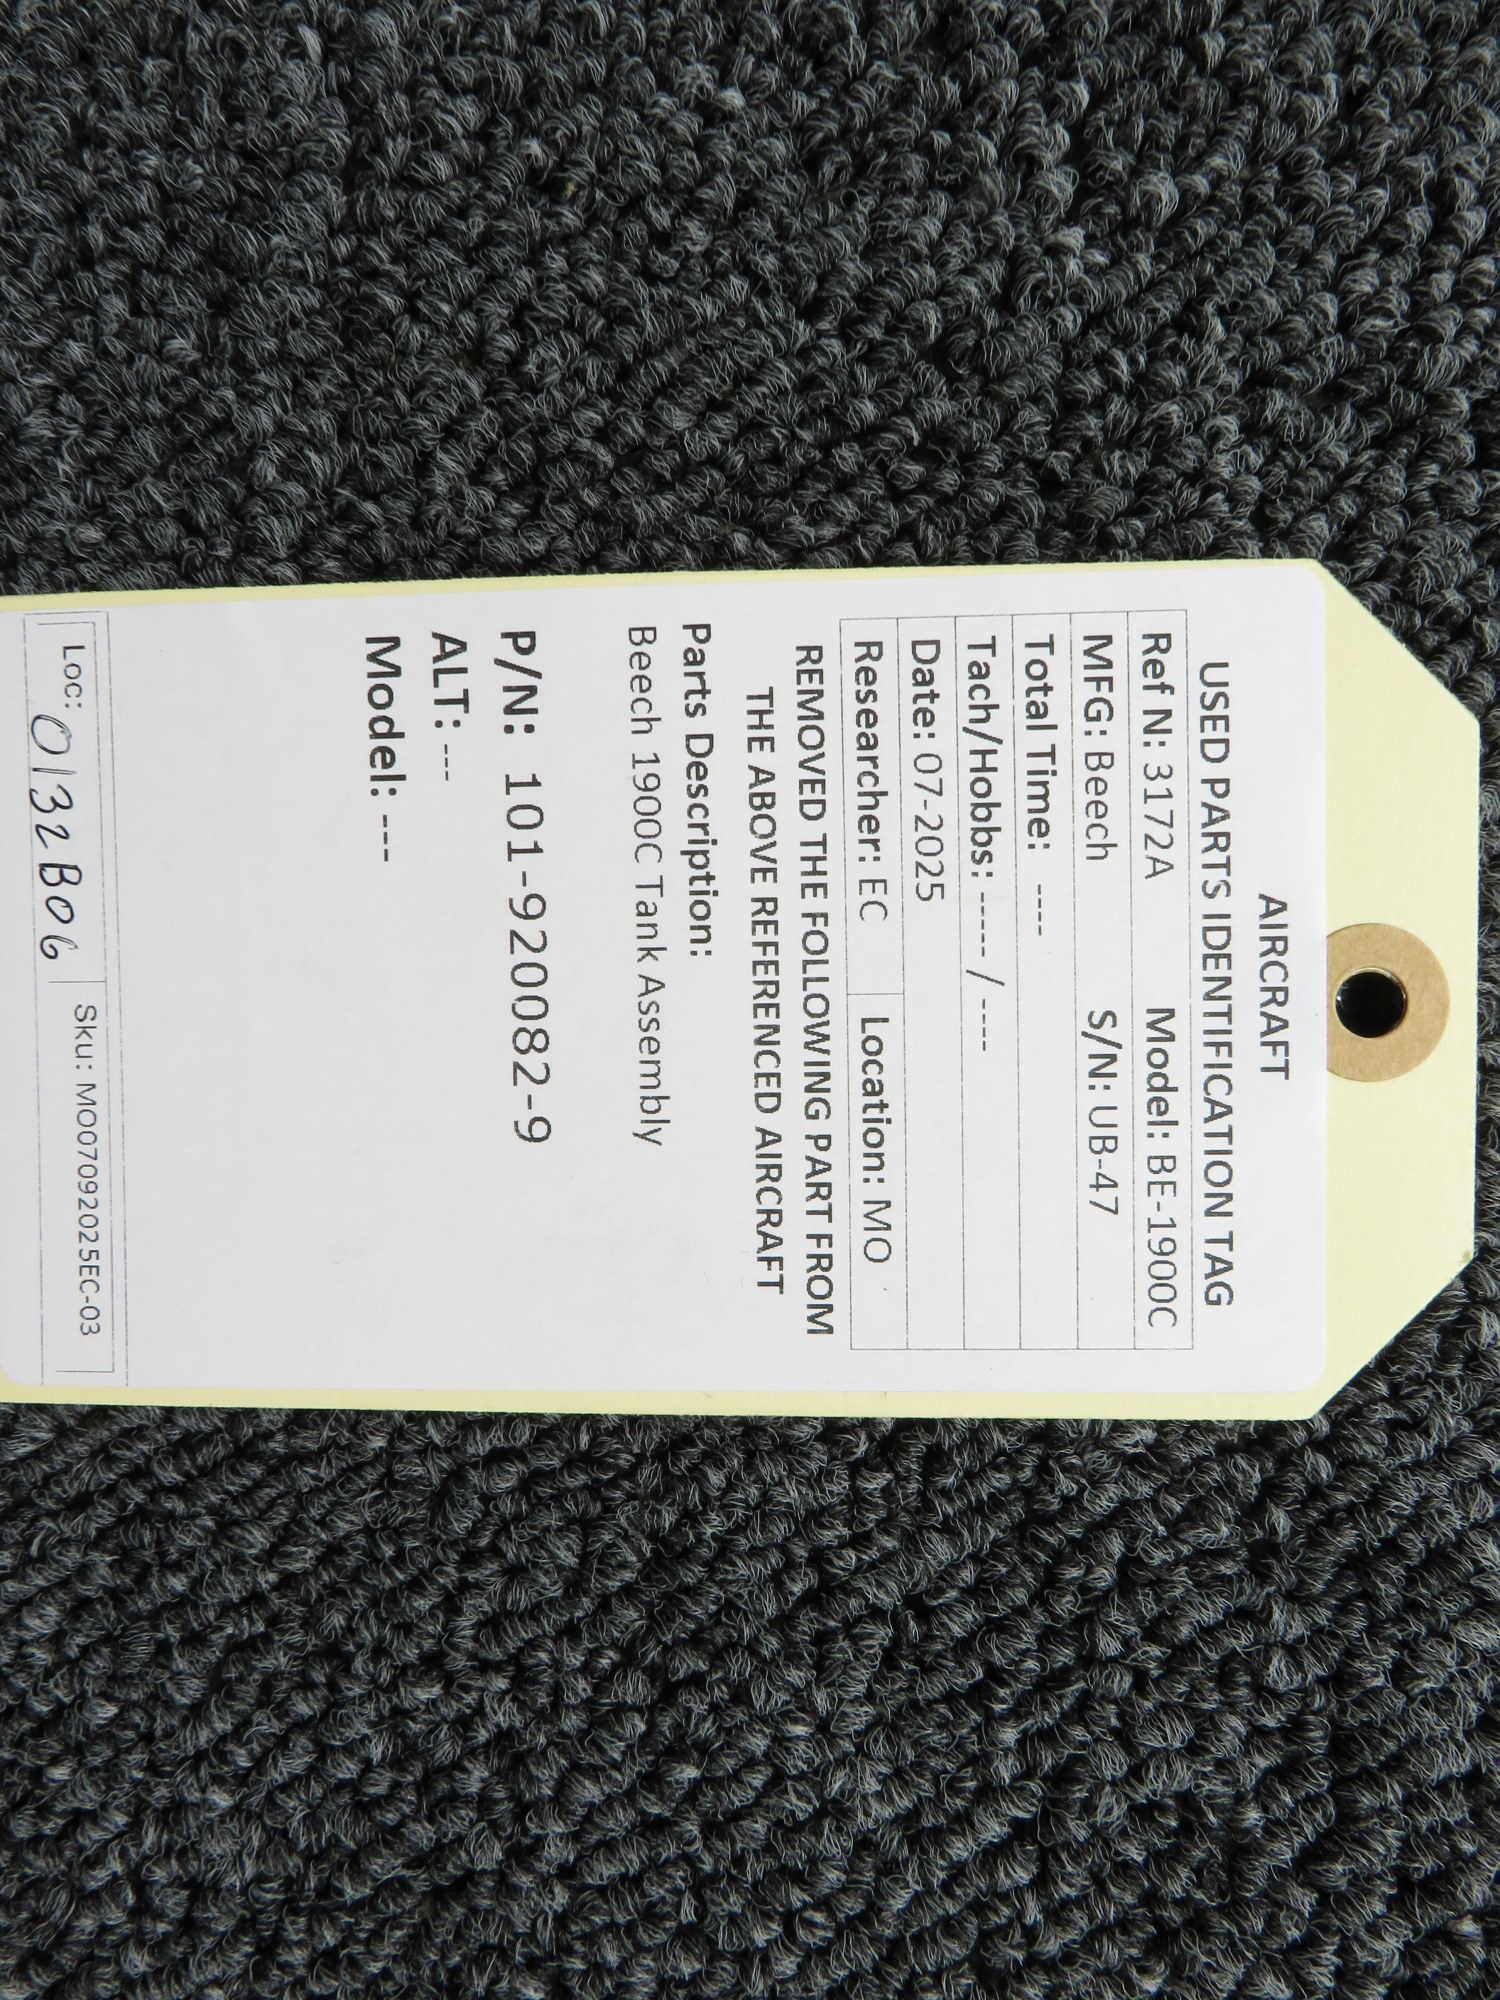 AIRCRAFT
USED PARTS IDENTIFICATION TAG
Ref N: 3172A Model: BE-1900C
MFG: Beech S/N: UB-47
Total Time: ----
Tach/Hobbs: ----- / ----
Date: 07-2025
Researcher: EC Location: MO
REMOVED THE FOLLOWING PART FROM
THE ABOVE REFERENCED AIRCRAFT
Parts Description:
Beech 1900C Tank Assembly
P/N: 101-920082-9
ALT: ---
Model: ---
Loc: 0132B06 Sku: MO07092025EC-03